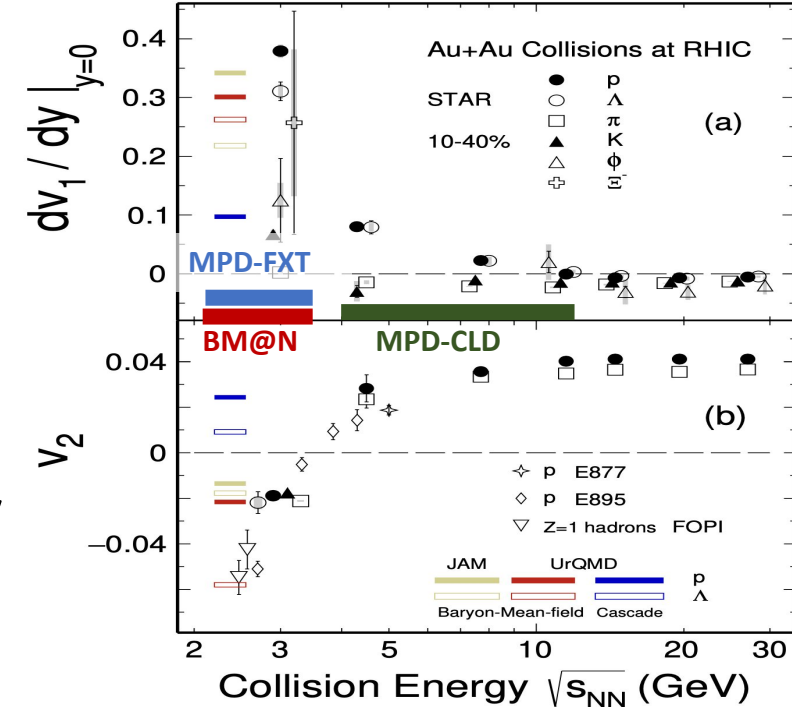 dv₁ / dy |y=0
0.4
0.3
0.2
0.1
0
Au+Au Collisions at RHIC
STAR
10-40%
p
Λ
π
K
ϕ
Ξ⁻
(a)
MPD-FXT
BM@N
MPD-CLD
v₂
0.04
0
−0.04
(b)
p E877
p E895
Z=1 hadrons FOPI
JAM UrQMD
p
Λ
Baryon-Mean-field Cascade
2 3 4 5 10 20 30
Collision Energy √sNN (GeV)